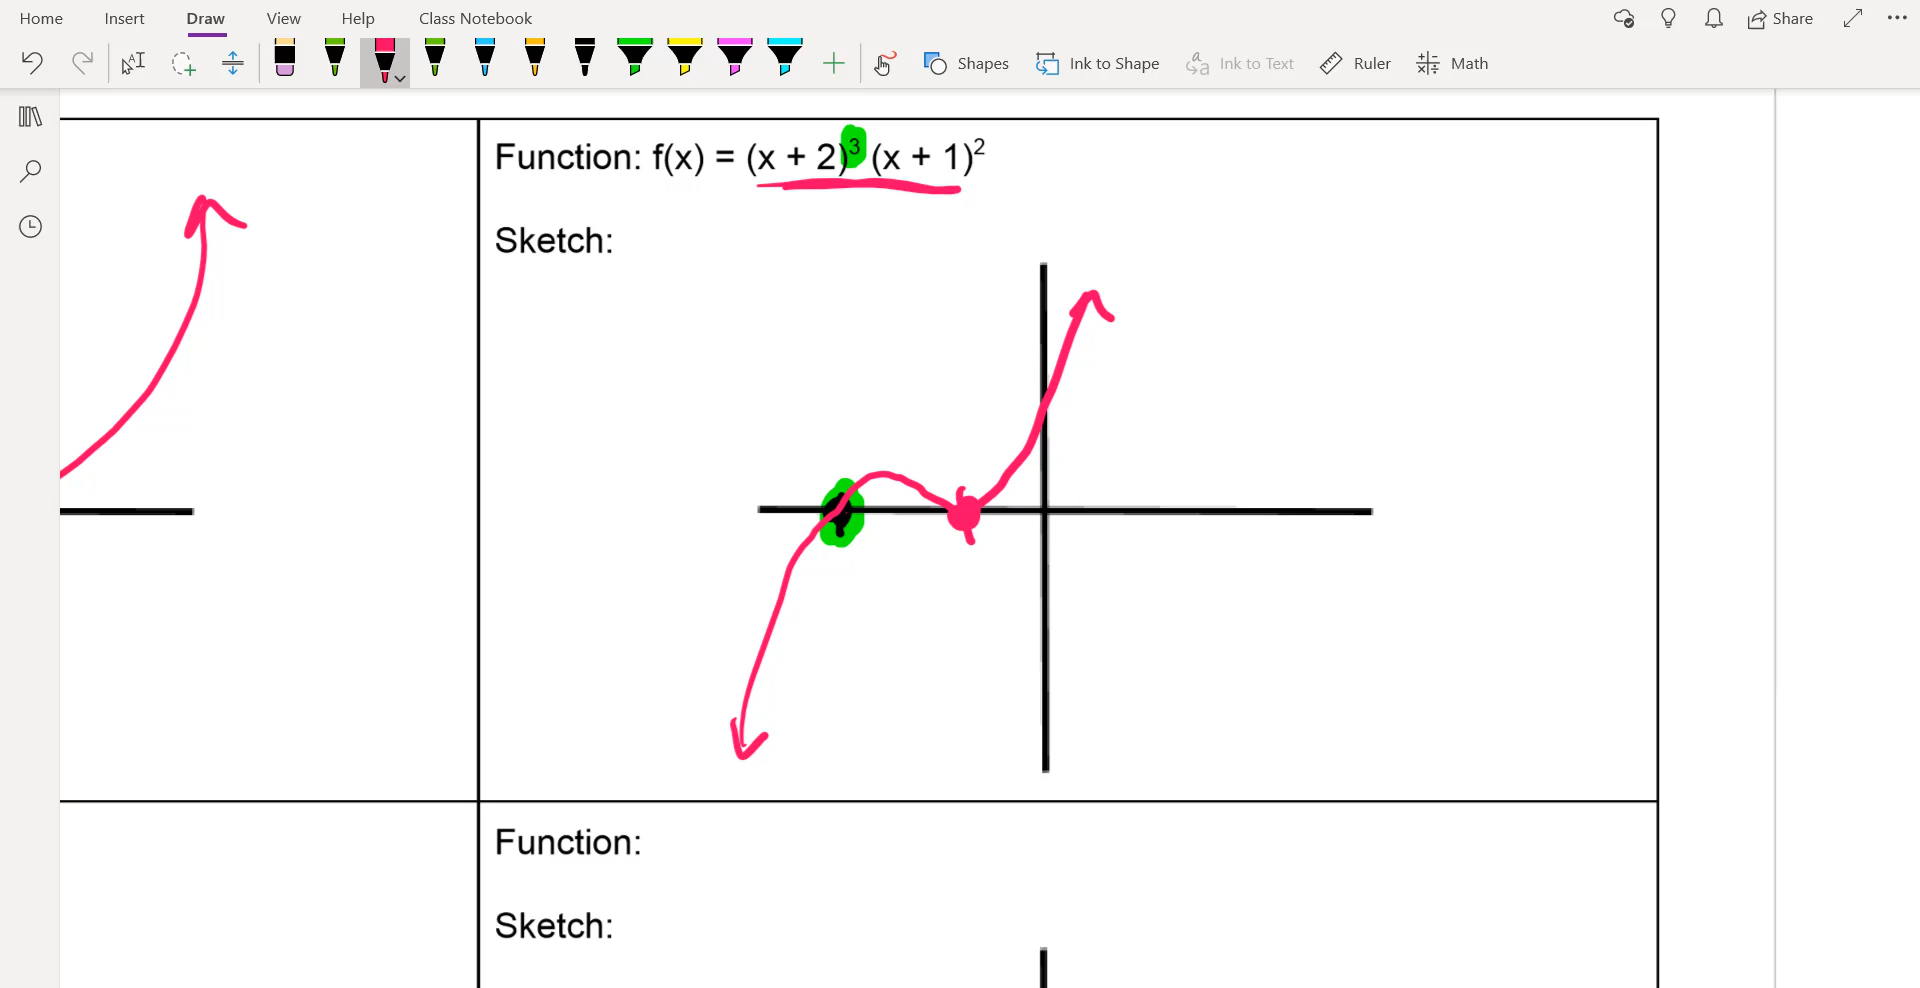 Home Insert Draw View Help Class Notebook Share
Shapes Ink to Shape Ink to Text Ruler Math
Function: f(x) = (x + 2)³ (x + 1)²
Sketch:
Function:
Sketch: